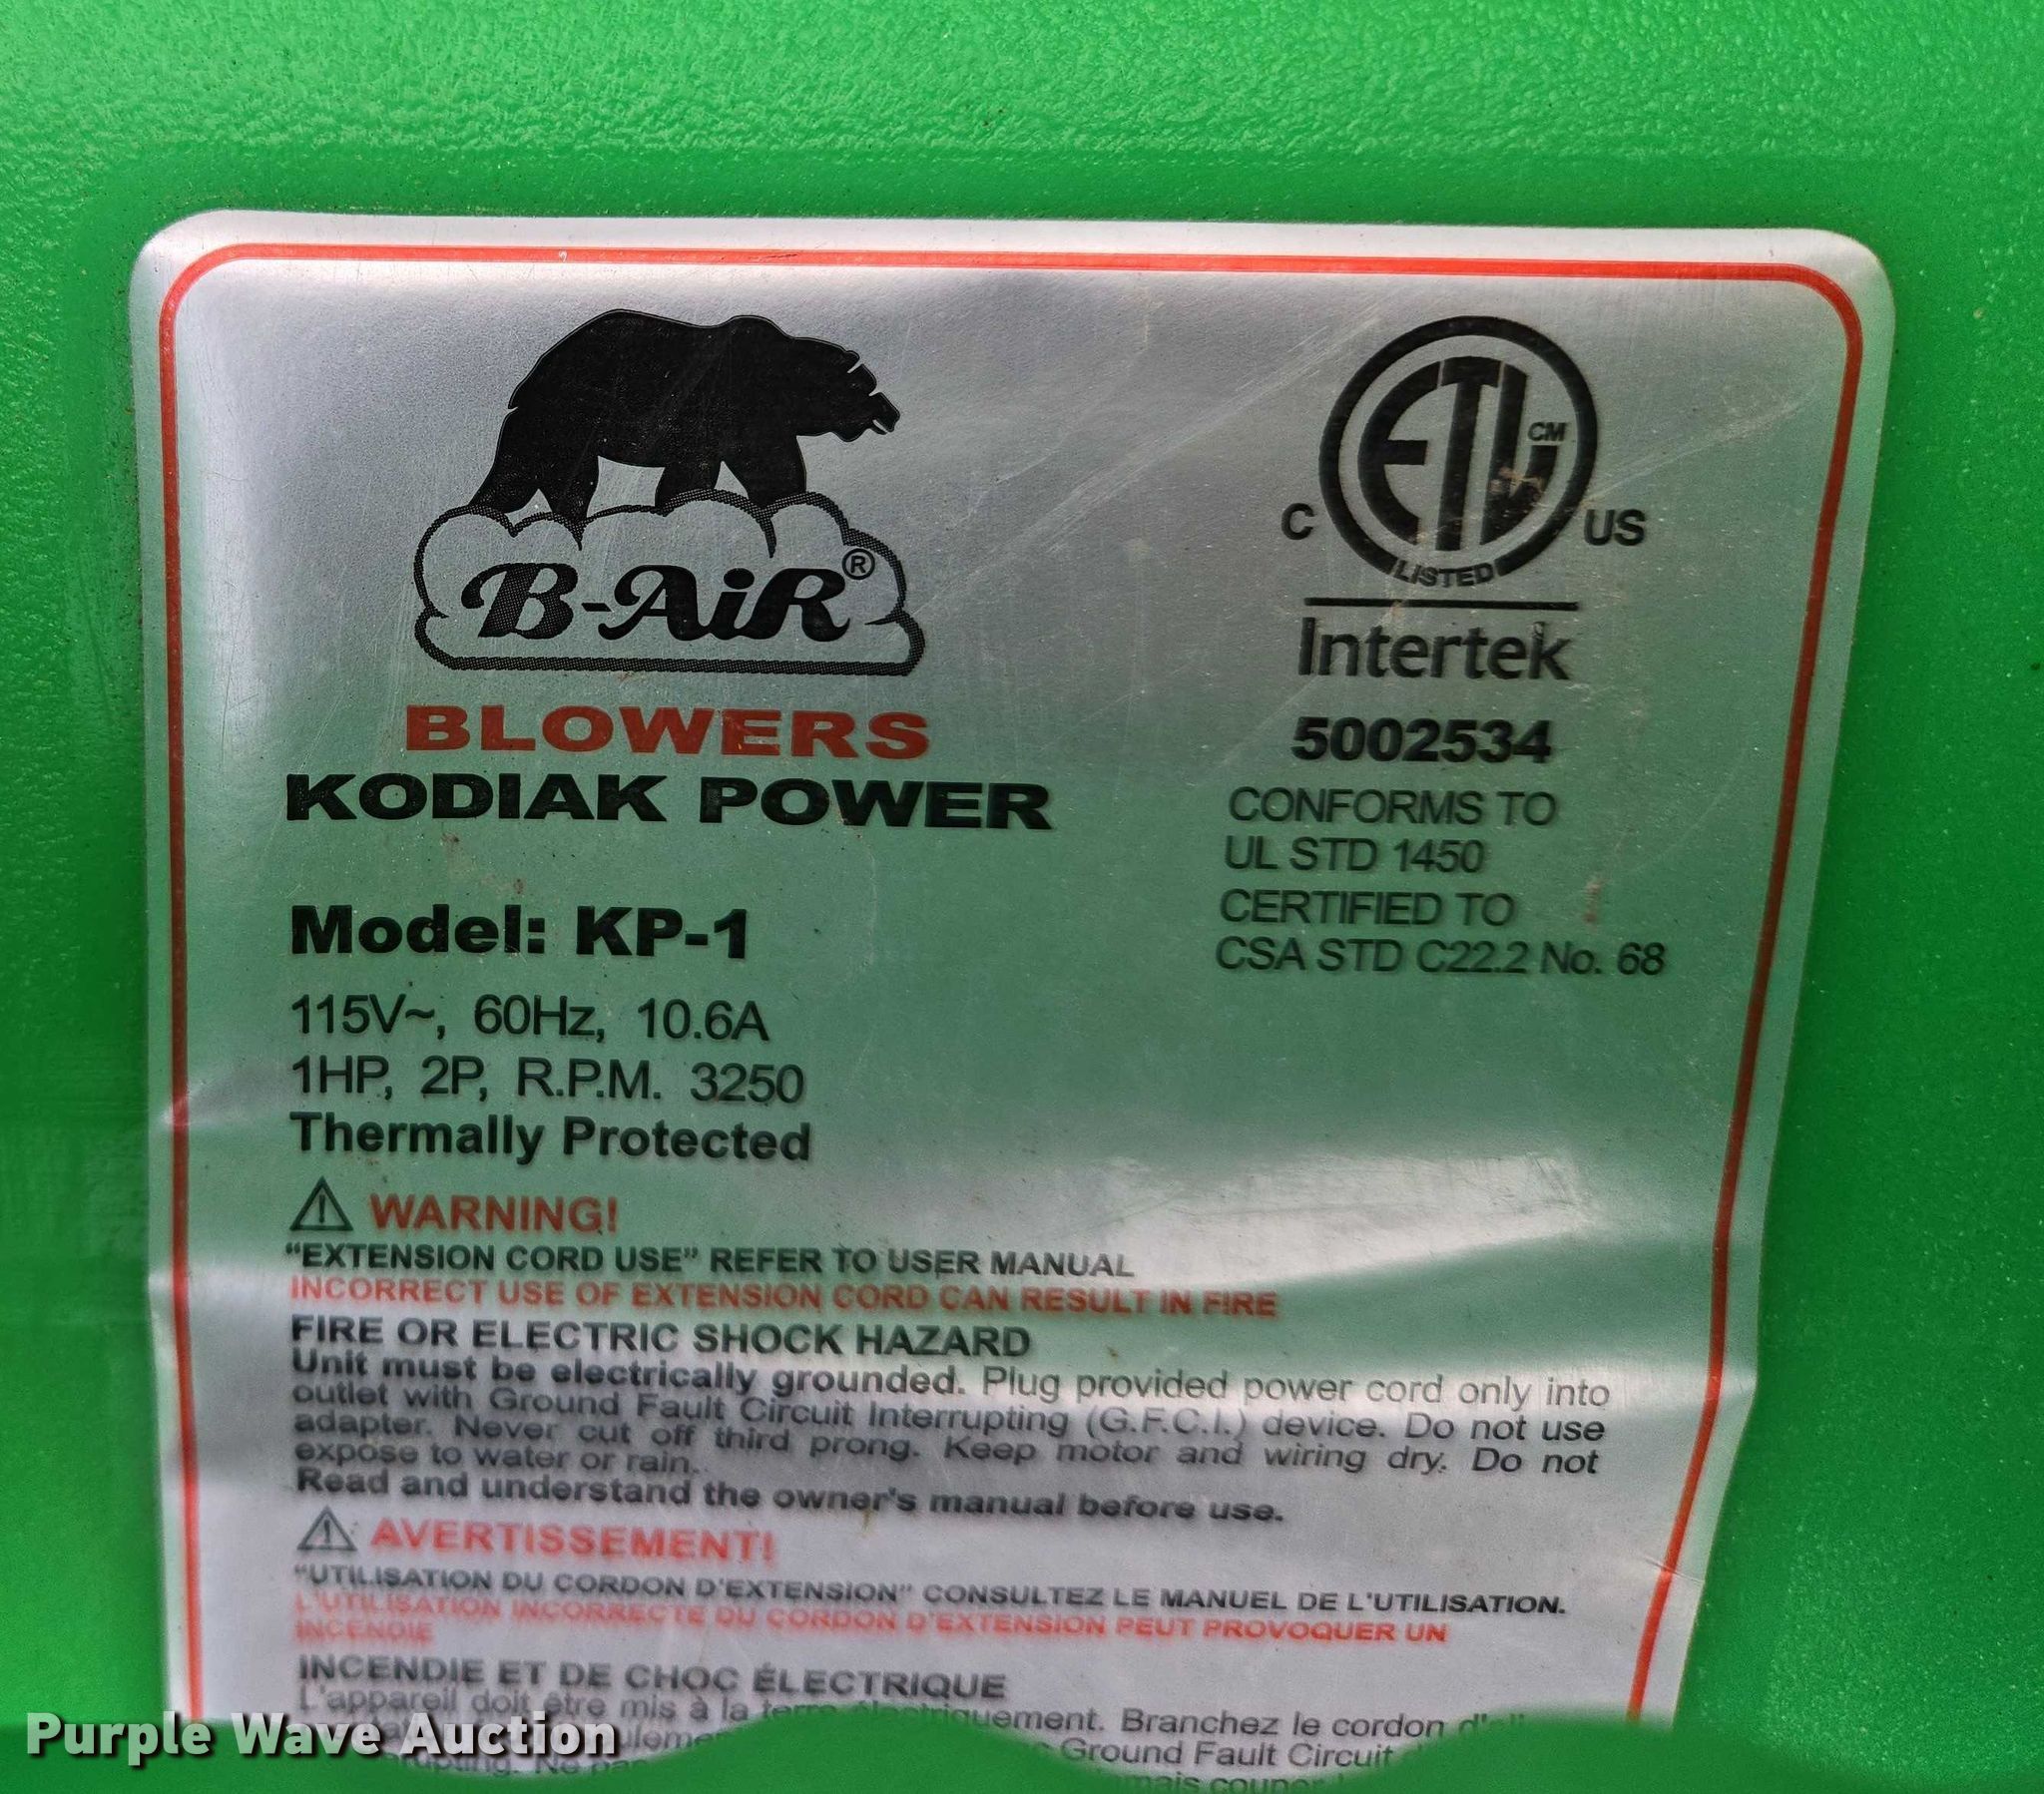 B-AiR®
BLOWERS
KODIAK POWER
Model: KP-1
115V~, 60Hz, 10.6A
1HP, 2P, R.P.M. 3250
Thermally Protected
ETL CM
C US
LISTED
Intertek
5002534
CONFORMS TO
UL STD 1450
CERTIFIED TO
CSA STD C22.2 No. 68
⚠ WARNING!
"EXTENSION CORD USE" REFER TO USER MANUAL
INCORRECT USE OF EXTENSION CORD CAN RESULT IN FIRE
FIRE OR ELECTRIC SHOCK HAZARD
Unit must be electrically grounded. Plug provided power cord only into
outlet with Ground Fault Circuit Interrupting (G.F.C.I.) device. Do not use
adapter. Never cut off third prong. Keep motor and wiring dry. Do not
expose to water or rain.
Read and understand the owner's manual before use.
⚠ AVERTISSEMENT!
"UTILISATION DU CORDON D'EXTENSION" CONSULTEZ LE MANUEL DE L'UTILISATION.
L'UTILISATION INCORRECTE DU CORDON D'EXTENSION PEUT PROVOQUER UN
INCENDIE
INCENDIE ET DE CHOC ÉLECTRIQUE
L'appareil doit être mis à la terre électriquement. Branchez le cordon
Ground Fault Circuit
Purple Wave Auction